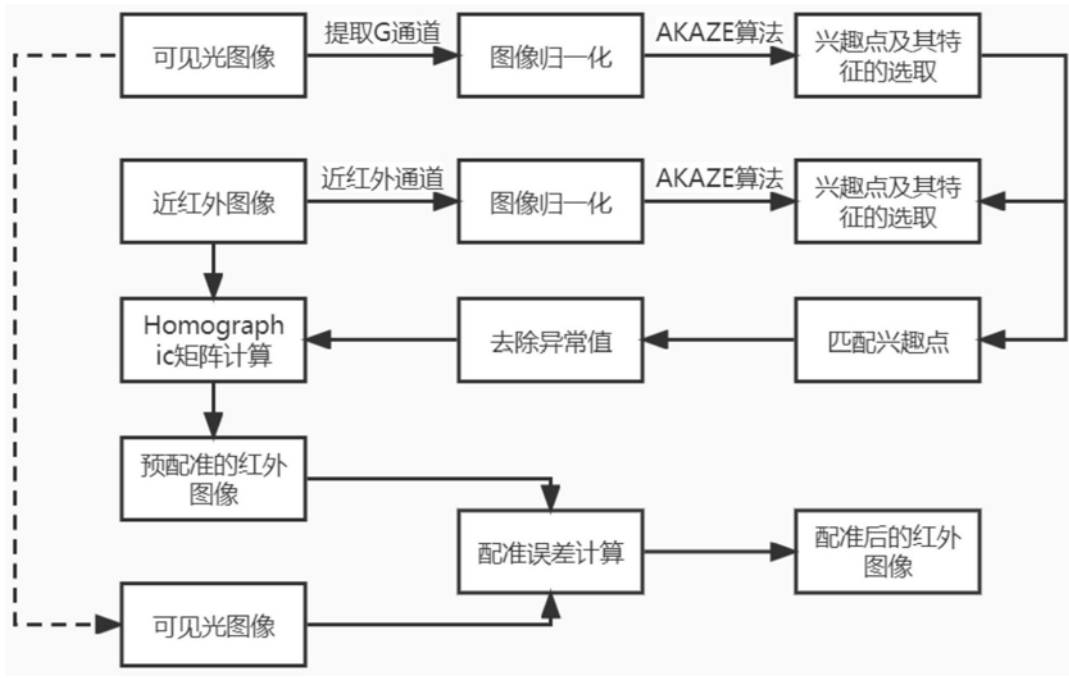 可见光图像
提取G通道
图像归一化
AKAZE算法
兴趣点及其特
征的选取
近红外图像
近红外通道
图像归一化
AKAZE算法
兴趣点及其特
征的选取
Homograph
ic矩阵计算
去除异常值
匹配兴趣点
预配准的红外
图像
配准误差计算
配准后的红外
图像
可见光图像